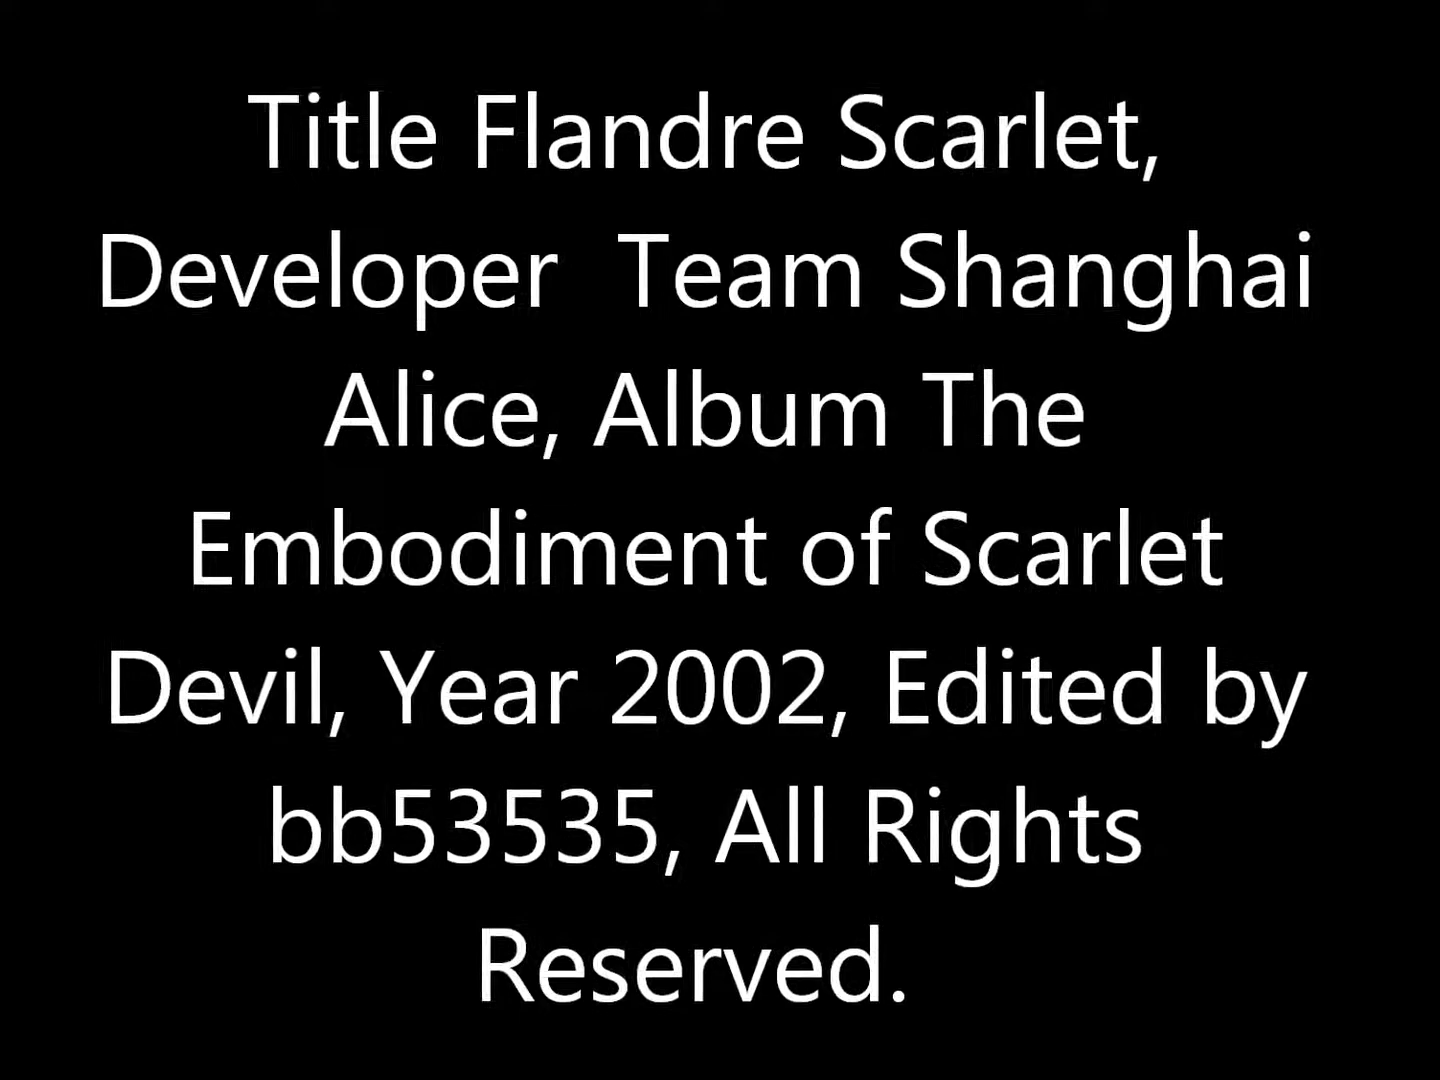 Title Flandre Scarlet,
Developer  Team Shanghai
Alice, Album The
Embodiment of Scarlet
Devil, Year 2002, Edited by
bb53535, All Rights
Reserved.